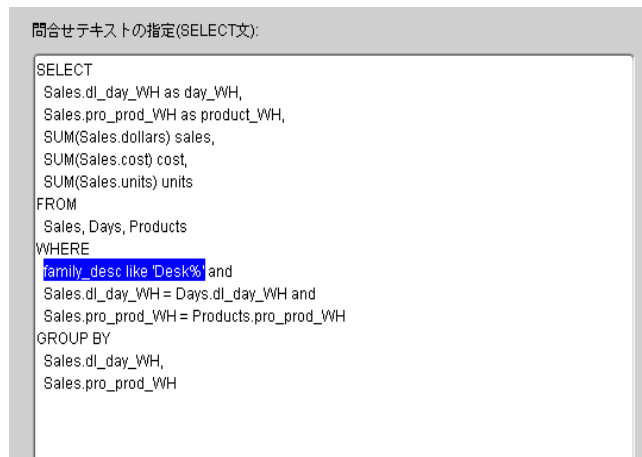 問合せテキストの指定(SELECT文):
SELECT
Sales.dl_day_WH as day_WH,
Sales.pro_prod_WH as product_WH,
SUM(Sales.dollars) sales,
SUM(Sales.cost) cost,
SUM(Sales.units) units
FROM
Sales, Days, Products
WHERE
family_desc like 'Desk%' and
Sales.dl_day_WH = Days.dl_day_WH and
Sales.pro_prod_WH = Products.pro_prod_WH
GROUP BY
Sales.dl_day_WH,
Sales.pro_prod_WH